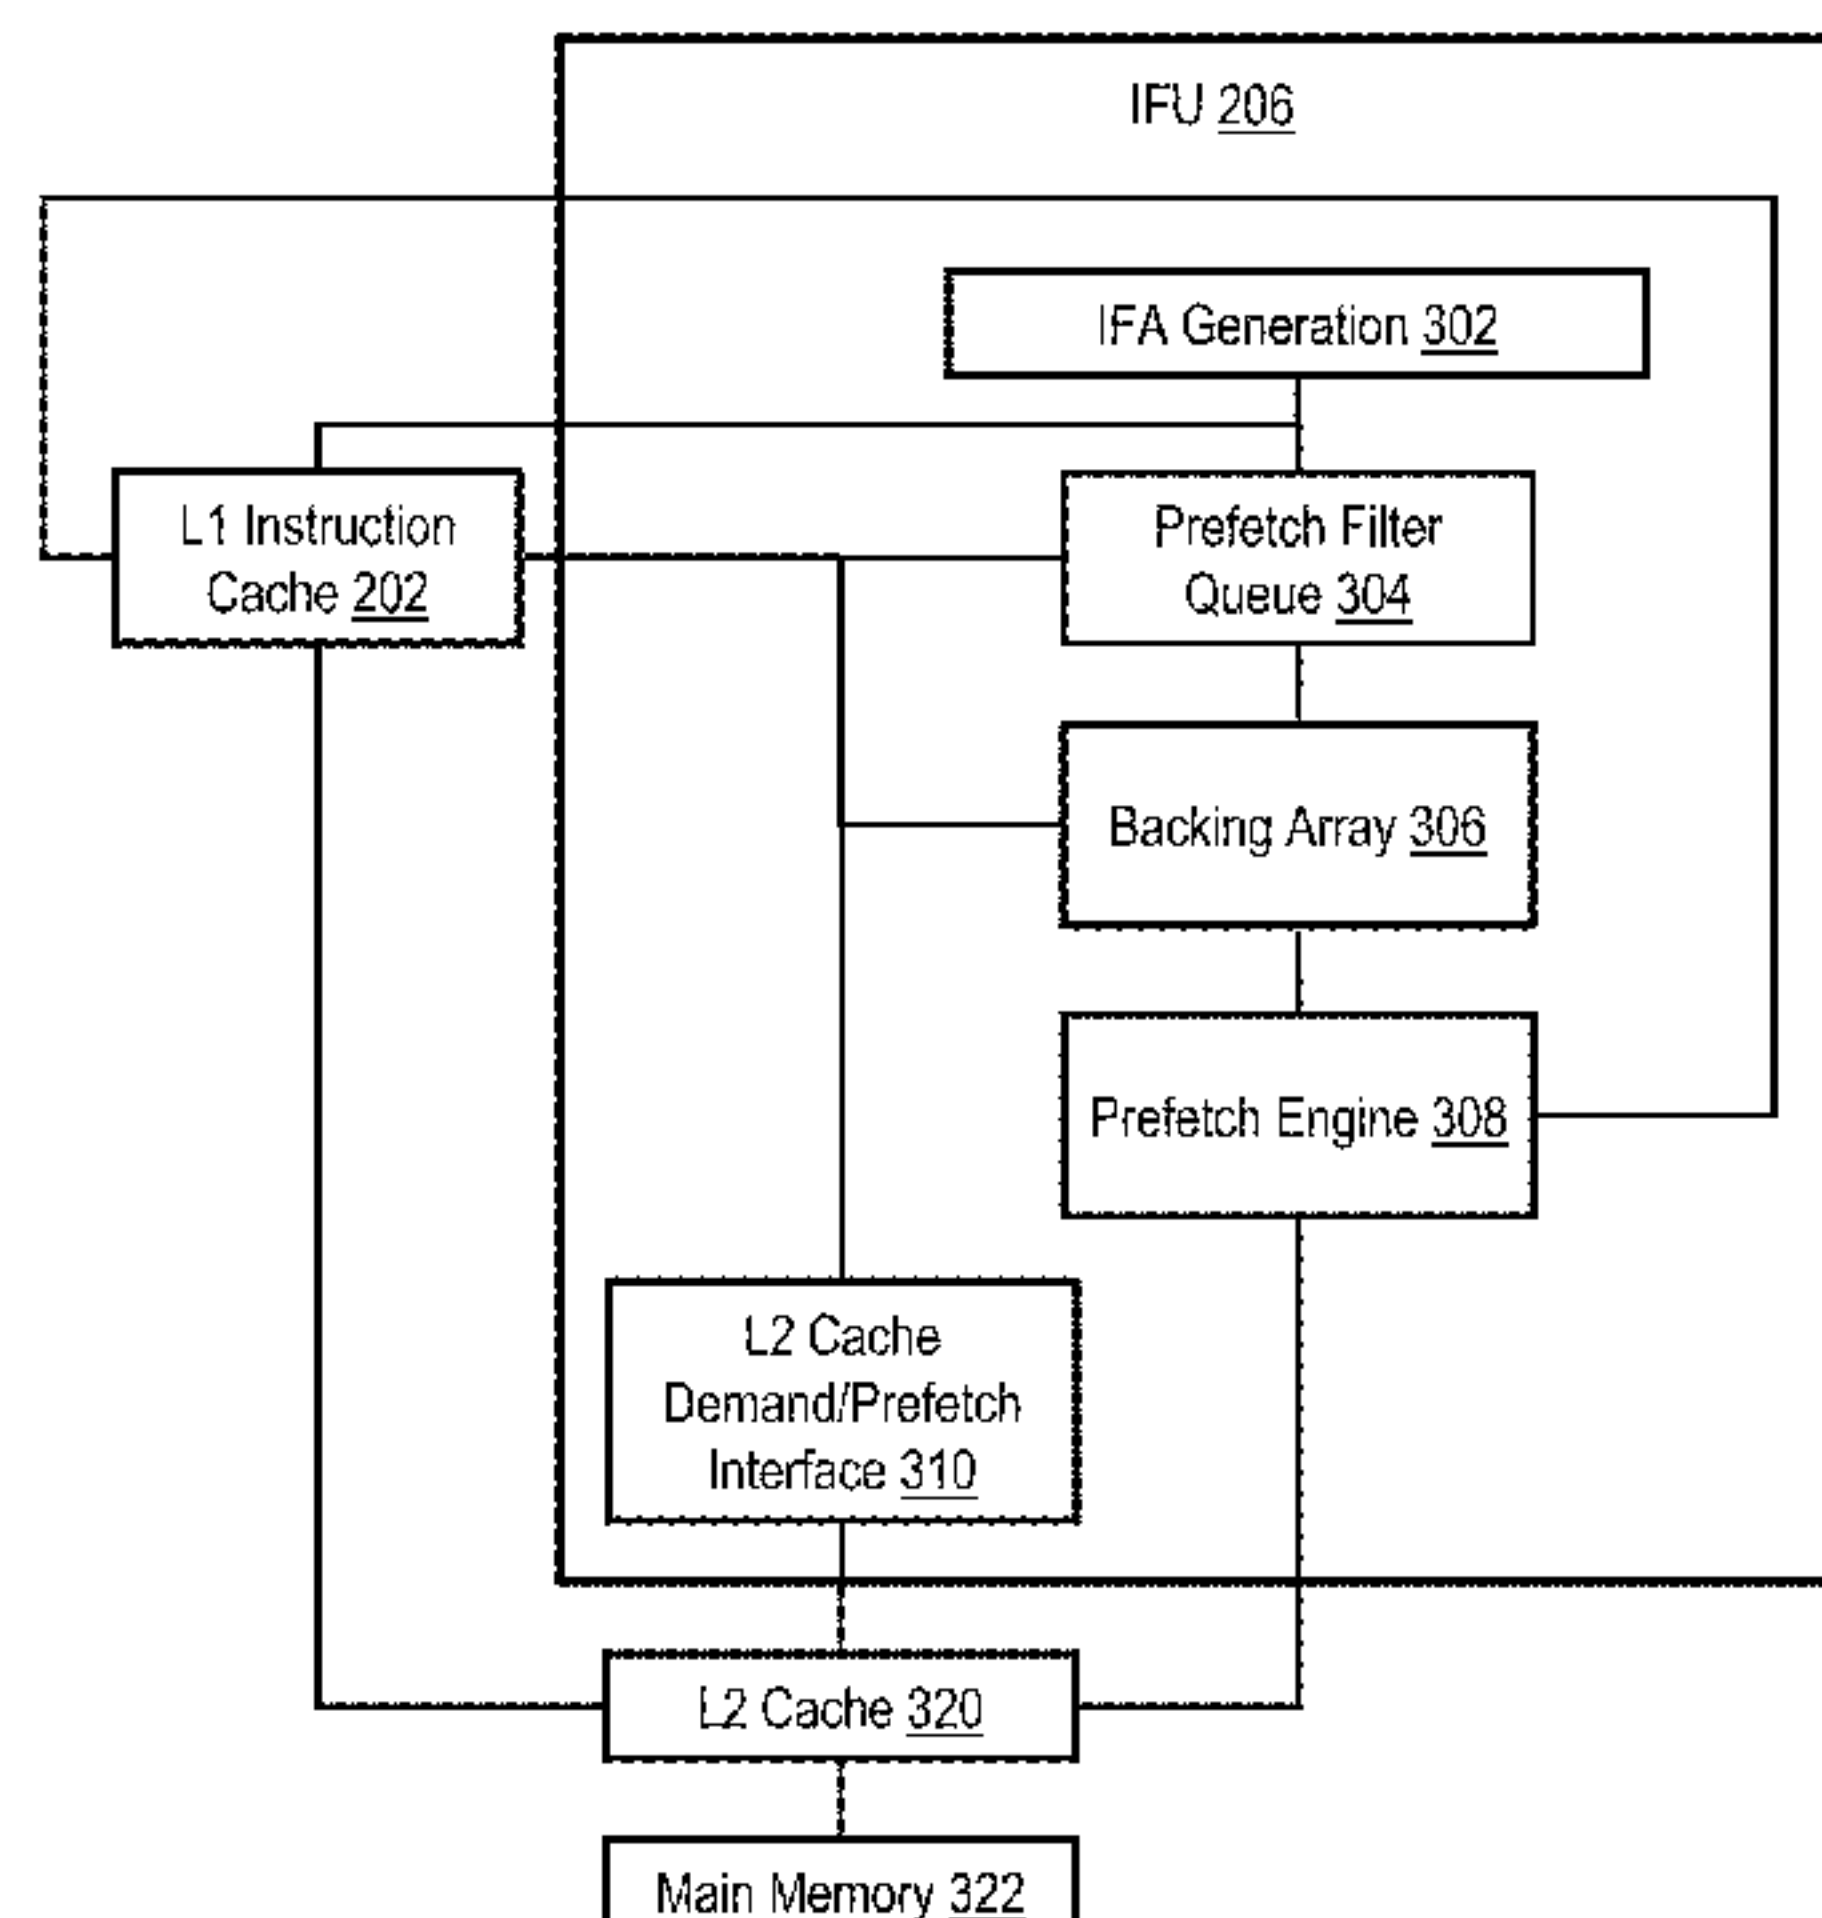 IFU 206
IFA Generation 302
L1 Instruction
Cache 202
Prefetch Filter
Queue 304
Backing Array 306
Prefetch Engine 308
L2 Cache
Demand/Prefetch
Interface 310
L2 Cache 320
Main Memory 322